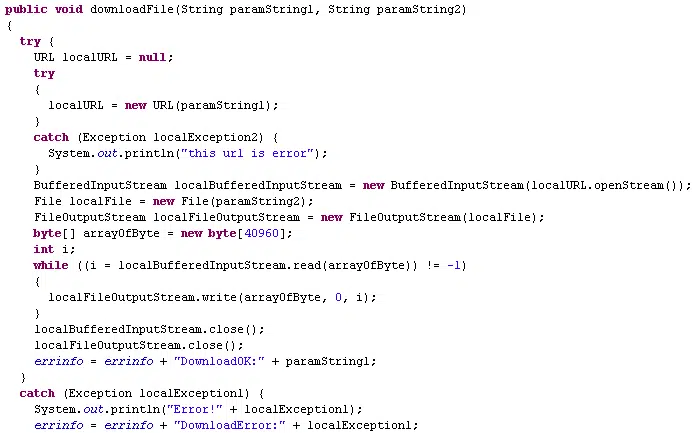 public void downloadFile(String paramString1, String paramString2)
{
try {
URL localURL = null;
try
{
localURL = new URL(paramString1);
}
catch (Exception localException2) {
System.out.println("this url is error");
}
BufferedInputStream localBufferedInputStream = new BufferedInputStream(localURL.openStream());
File localFile = new File(paramString2);
FileOutputStream localFileOutputStream = new FileOutputStream(localFile);
byte[] arrayOfByte = new byte[40960];
int i;
while ((i = localBufferedInputStream.read(arrayOfByte)) != -1)
{
localFileOutputStream.write(arrayOfByte, 0, i);
}
localBufferedInputStream.close();
localFileOutputStream.close();
errinfo = errinfo + "DownloadOK:" + paramString1;
}
catch (Exception localException1) {
System.out.println("Error!" + localException1);
errinfo = errinfo + "DownloadError:" + localException1;